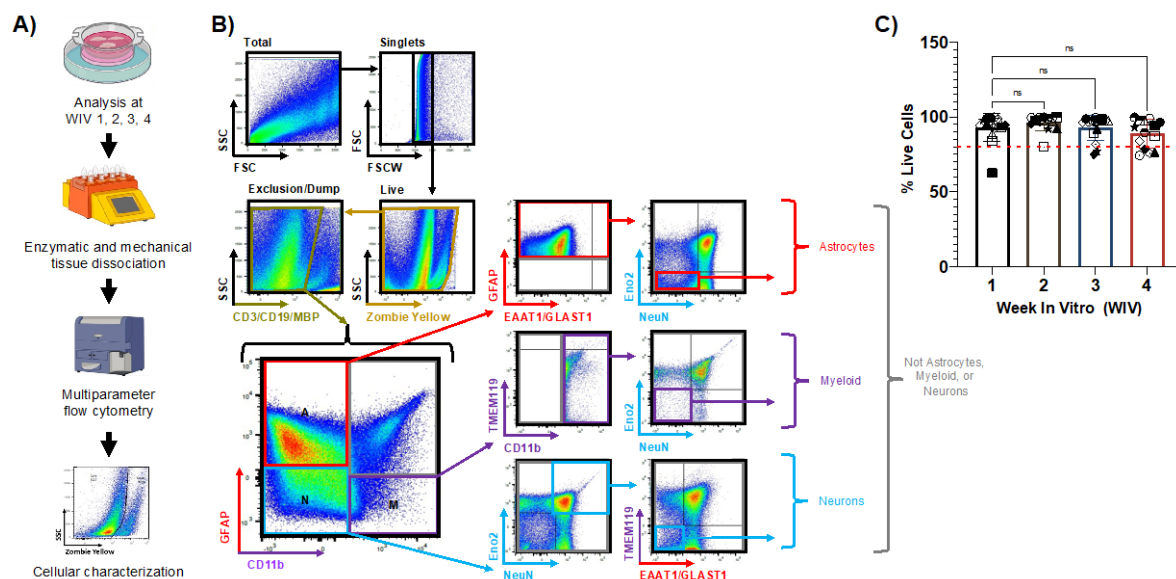 A)
Analysis at
WIV 1, 2, 3, 4
Enzymatic and mechanical
tissue dissociation
Multiparameter
flow cytometry
SSC
Zombie Yellow
Cellular characterization
B)
Total
Singlets
SSC
FSC
FSC
FSCW
Exclusion/Dump
Live
SSC
CD3/CD19/MBP
SSC
Zombie Yellow
A
N
M
GFAP
CD11b
GFAP
EAAT1/GLAST1
Eno2
NeuN
Astrocytes
TMEM119
CD11b
Eno2
NeuN
Myeloid
Eno2
NeuN
TMEM119
EAAT1/GLAST1
Neurons
Not Astrocytes,
Myeloid, or
Neurons
C)
% Live Cells
150
100
50
0
ns
ns
ns
1 2 3 4
Week In Vitro (WIV)